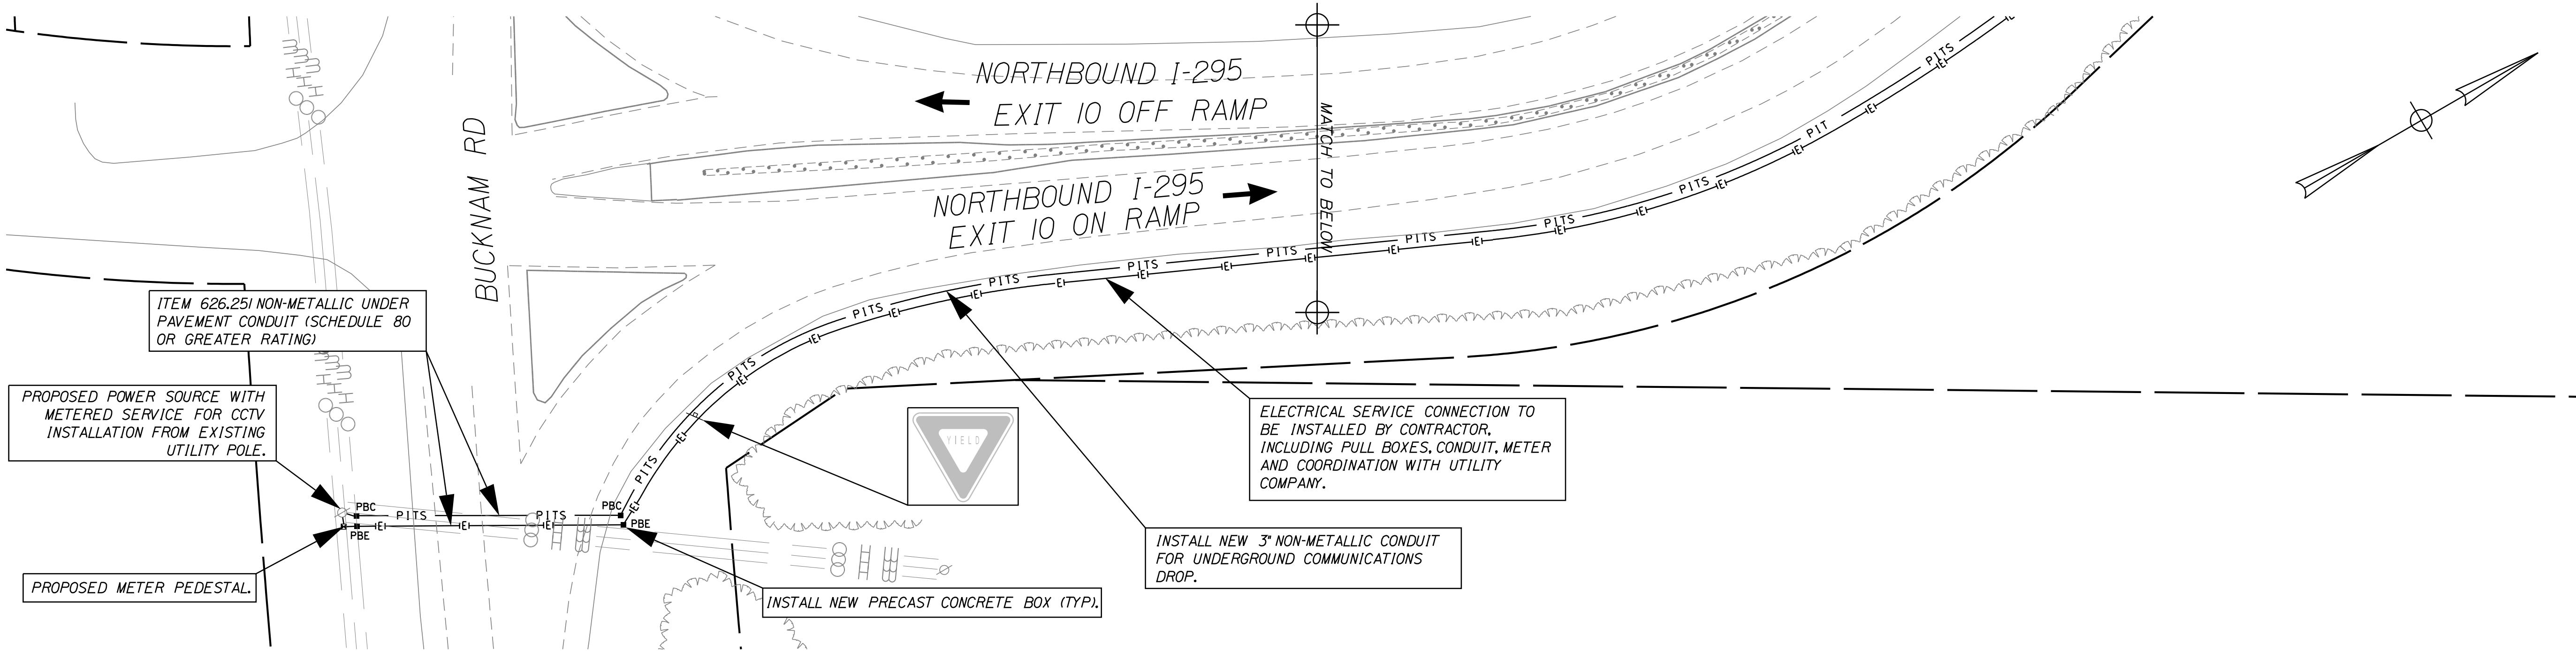 NORTHBOUND I-295
EXIT 10 OFF RAMP
MATCH TO BELOW
BUCKNAM RD
NORTHBOUND I-295
EXIT 10 ON RAMP
ITEM 626.251 NON-METALLIC UNDER
PAVEMENT CONDUIT (SCHEDULE 80
OR GREATER RATING)
PROPOSED POWER SOURCE WITH
METERED SERVICE FOR CCTV
INSTALLATION FROM EXISTING
UTILITY POLE.
PROPOSED METER PEDESTAL.
PBC
PBE
PITS
E
E
PITS
E
PBC
PBE
E
PITS
E
PITS
E
E
PITS
E
E
PITS
E
PITS
E
E
PITS
E
E
PITS
E
PITS
E
E
PITS
E
E
PIT
E
PITS
E
YIELD
INSTALL NEW PRECAST CONCRETE BOX (TYP).
ELECTRICAL SERVICE CONNECTION TO
BE INSTALLED BY CONTRACTOR,
INCLUDING PULL BOXES, CONDUIT, METER
AND COORDINATION WITH UTILITY
COMPANY.
INSTALL NEW 3" NON-METALLIC CONDUIT
FOR UNDERGROUND COMMUNICATIONS
DROP.